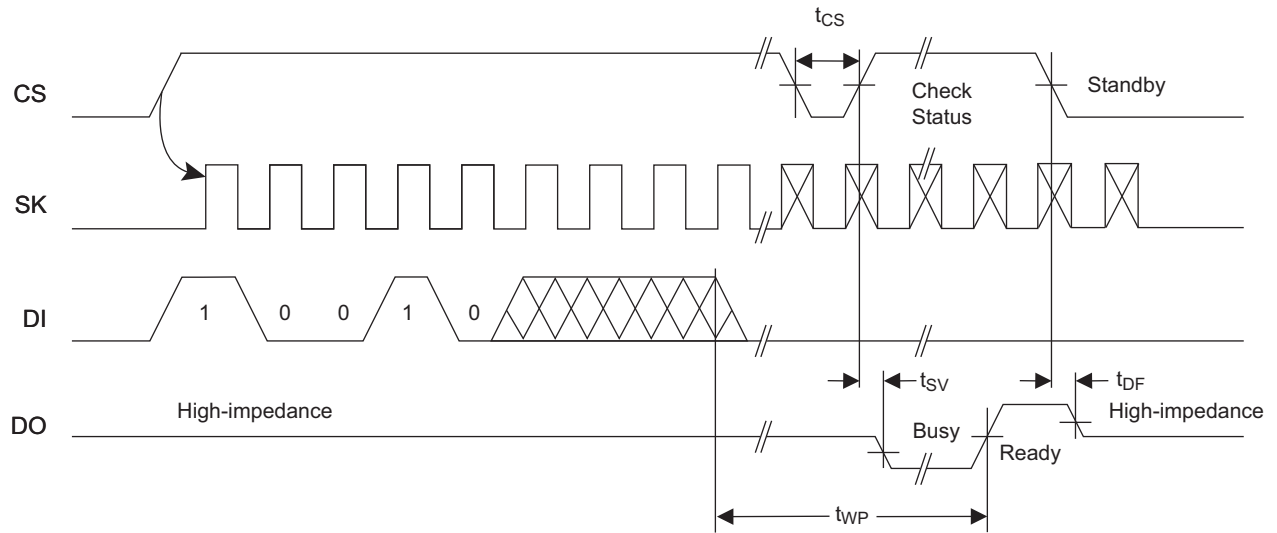 tCS
CS
Check
Status
Standby
SK
DI
1 0 0 1 0
tSV
tDF
DO
High-impedance
Busy
Ready
High-impedance
tWP